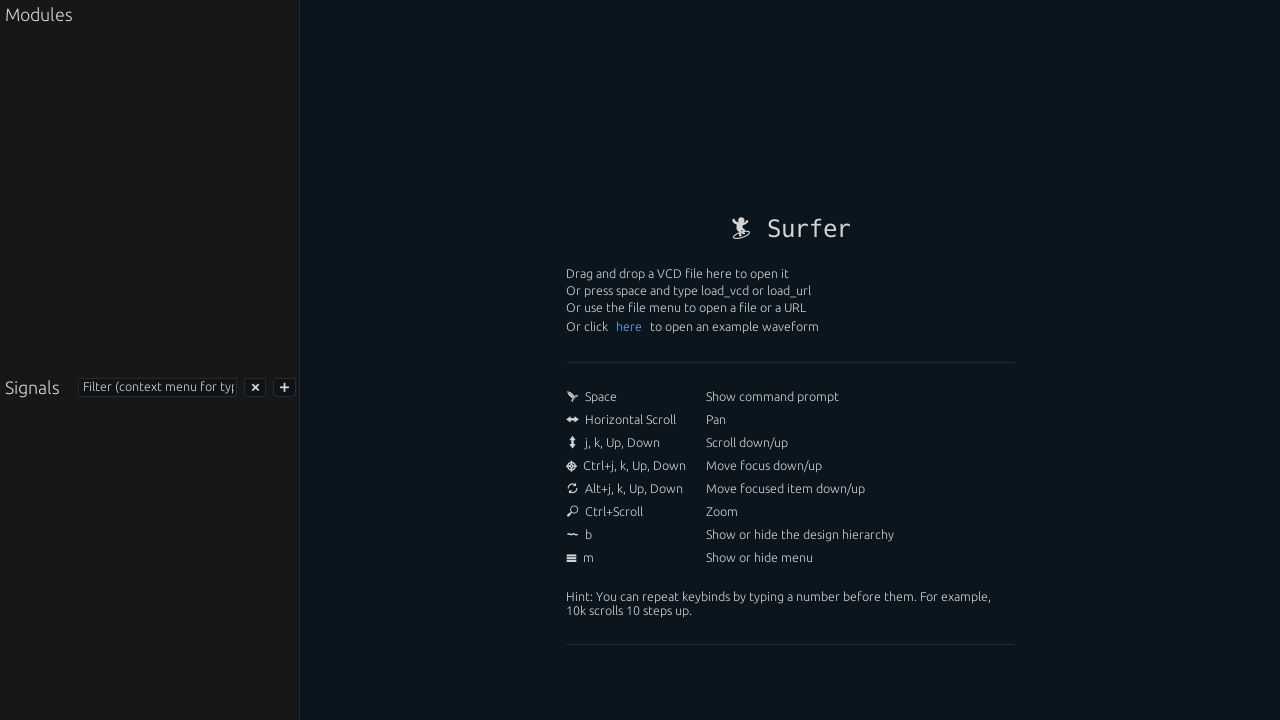 Modules
Surfer
Drag and drop a VCD file here to open it
Or press space and type load_vcd or load_url
Or use the file menu to open a file or a URL
Or click here to open an example waveform
Signals
Filter (context menu for typ
Space Show command prompt
Horizontal Scroll Pan
j, k, Up, Down Scroll down/up
Ctrl+j, k, Up, Down Move focus down/up
Alt+j, k, Up, Down Move focused item down/up
Ctrl+Scroll Zoom
b Show or hide the design hierarchy
m Show or hide menu
Hint: You can repeat keybinds by typing a number before them. For example,
10k scrolls 10 steps up.